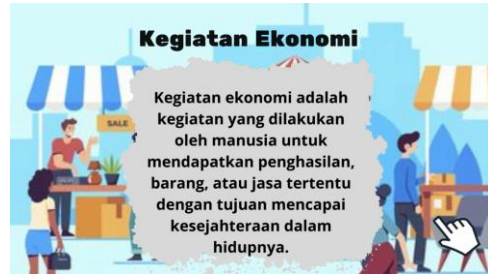 Kegiatan Ekonomi
SALE
Kegiatan ekonomi adalah
kegiatan yang dilakukan
oleh manusia untuk
mendapatkan penghasilan,
barang, atau jasa tertentu
dengan tujuan mencapai
kesejahteraan dalam
hidupnya.